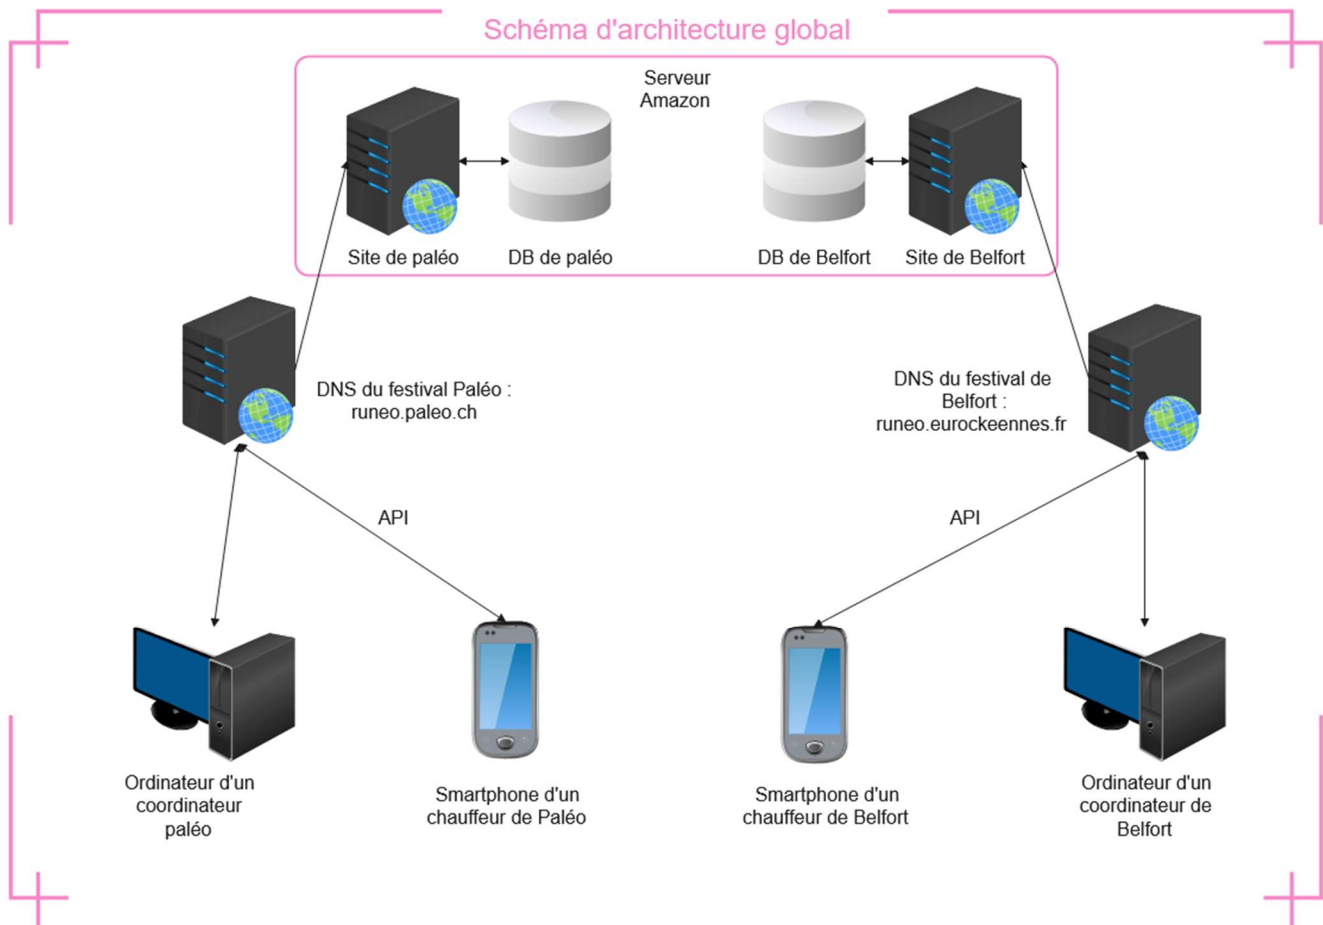 Schéma d'architecture global
Serveur
Amazon
Site de paléo
DB de paléo
DB de Belfort
Site de Belfort
DNS du festival Paléo :
runeo.paleo.ch
DNS du festival de
Belfort :
runeo.eurockeennes.fr
API
API
Ordinateur d'un
coordinateur
paléo
Smartphone d'un
chauffeur de Paléo
Smartphone d'un
chauffeur de Belfort
Ordinateur d'un
coordinateur de
Belfort